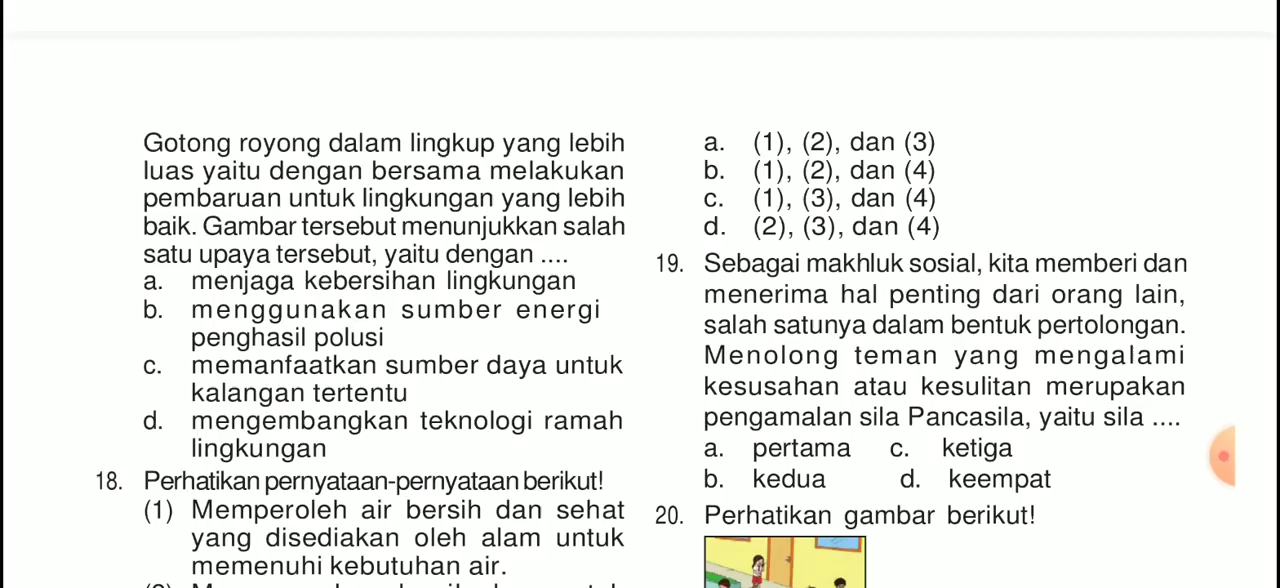 Gotong royong dalam lingkup yang lebih
luas yaitu dengan bersama melakukan
pembaruan untuk lingkungan yang lebih
baik. Gambar tersebut menunjukkan salah
satu upaya tersebut, yaitu dengan ....
a. menjaga kebersihan lingkungan
b. menggunakan sumber energi
penghasil polusi
c. memanfaatkan sumber daya untuk
kalangan tertentu
d. mengembangkan teknologi ramah
lingkungan
18. Perhatikan pernyataan-pernyataan berikut!
(1) Memperoleh air bersih dan sehat
yang disediakan oleh alam untuk
memenuhi kebutuhan air.
a. (1), (2), dan (3)
b. (1), (2), dan (4)
c. (1), (3), dan (4)
d. (2), (3), dan (4)
19. Sebagai makhluk sosial, kita memberi dan
menerima hal penting dari orang lain,
salah satunya dalam bentuk pertolongan.
Menolong teman yang mengalami
kesusahan atau kesulitan merupakan
pengamalan sila Pancasila, yaitu sila ....
a. pertama c. ketiga
b. kedua d. keempat
20. Perhatikan gambar berikut!